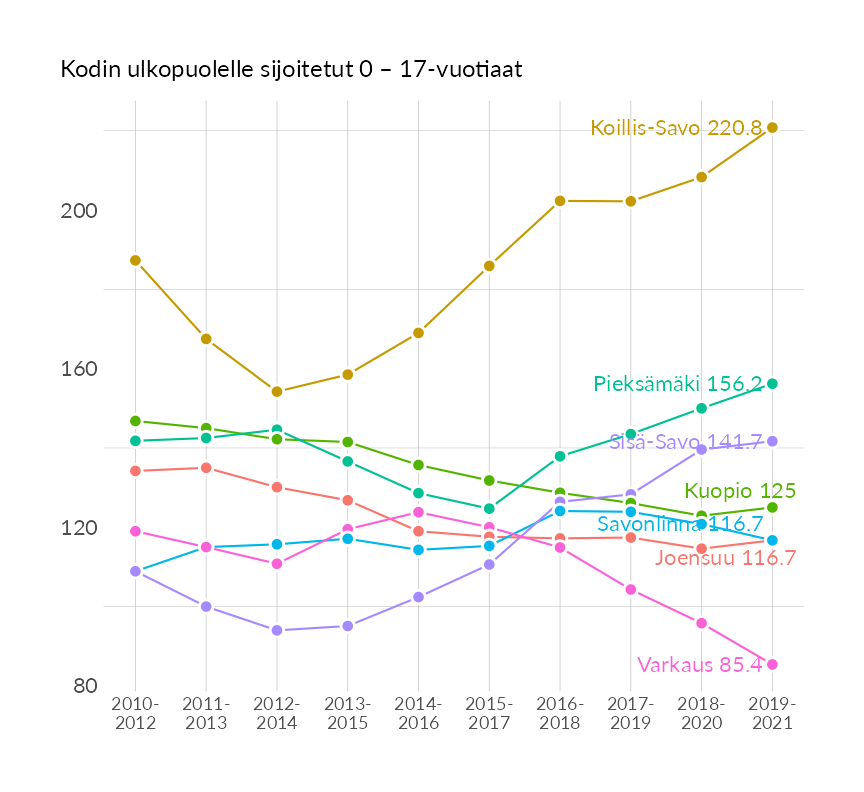 Kodin ulkopuolelle sijoitetut 0 – 17-vuotiaat
Koillis-Savo 220.8
200
160
Pieksämäki 156.2
Sisä-Savo 141.7
Kuopio 125
120
Savonlinna 116.7
Joensuu 116.7
Varkaus 85.4
80
2010- 2011- 2012- 2013- 2014- 2015- 2016- 2017- 2018- 2019-
2012 2013 2014 2015 2016 2017 2018 2019 2020 2021